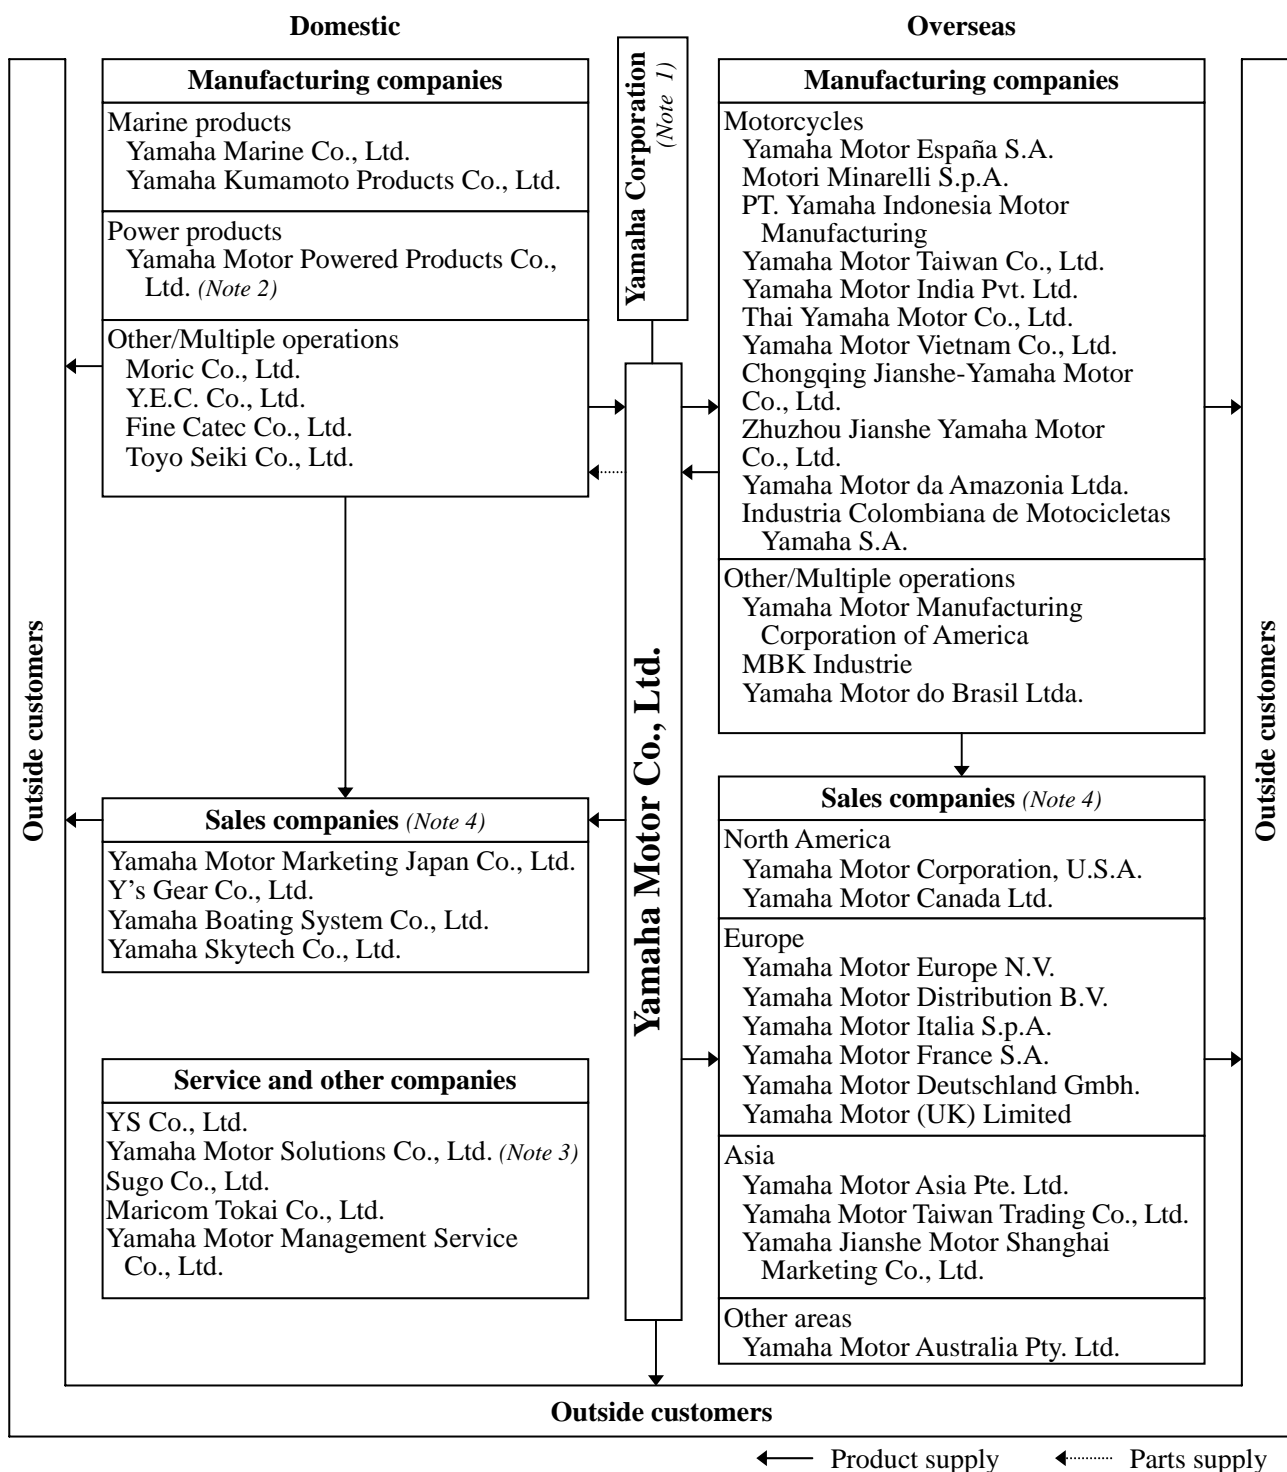 Domestic
Overseas
Outside customers
Manufacturing companies
Marine products
Yamaha Marine Co., Ltd.
Yamaha Kumamoto Products Co., Ltd.
Power products
Yamaha Motor Powered Products Co.,
Ltd. (Note 2)
Other/Multiple operations
Moric Co., Ltd.
Y.E.C. Co., Ltd.
Fine Catec Co., Ltd.
Toyo Seiki Co., Ltd.
Sales companies (Note 4)
Yamaha Motor Marketing Japan Co., Ltd.
Y's Gear Co., Ltd.
Yamaha Boating System Co., Ltd.
Yamaha Skytech Co., Ltd.
Service and other companies
YS Co., Ltd.
Yamaha Motor Solutions Co., Ltd. (Note 3)
Sugo Co., Ltd.
Maricom Tokai Co., Ltd.
Yamaha Motor Management Service
Co., Ltd.
Yamaha Corporation
(Note 1)
Yamaha Motor Co., Ltd.
Manufacturing companies
Motorcycles
Yamaha Motor España S.A.
Motori Minarelli S.p.A.
PT. Yamaha Indonesia Motor
Manufacturing
Yamaha Motor Taiwan Co., Ltd.
Yamaha Motor India Pvt. Ltd.
Thai Yamaha Motor Co., Ltd.
Yamaha Motor Vietnam Co., Ltd.
Chongqing Jianshe-Yamaha Motor
Co., Ltd.
Zhuzhou Jianshe Yamaha Motor
Co., Ltd.
Yamaha Motor da Amazonia Ltda.
Industria Colombiana de Motocicletas
Yamaha S.A.
Other/Multiple operations
Yamaha Motor Manufacturing
Corporation of America
MBK Industrie
Yamaha Motor do Brasil Ltda.
Sales companies (Note 4)
North America
Yamaha Motor Corporation, U.S.A.
Yamaha Motor Canada Ltd.
Europe
Yamaha Motor Europe N.V.
Yamaha Motor Distribution B.V.
Yamaha Motor Italia S.p.A.
Yamaha Motor France S.A.
Yamaha Motor Deutschland Gmbh.
Yamaha Motor (UK) Limited
Asia
Yamaha Motor Asia Pte. Ltd.
Yamaha Motor Taiwan Trading Co., Ltd.
Yamaha Jianshe Motor Shanghai
Marketing Co., Ltd.
Other areas
Yamaha Motor Australia Pty. Ltd.
Outside customers
Outside customers
Product supply
Parts supply